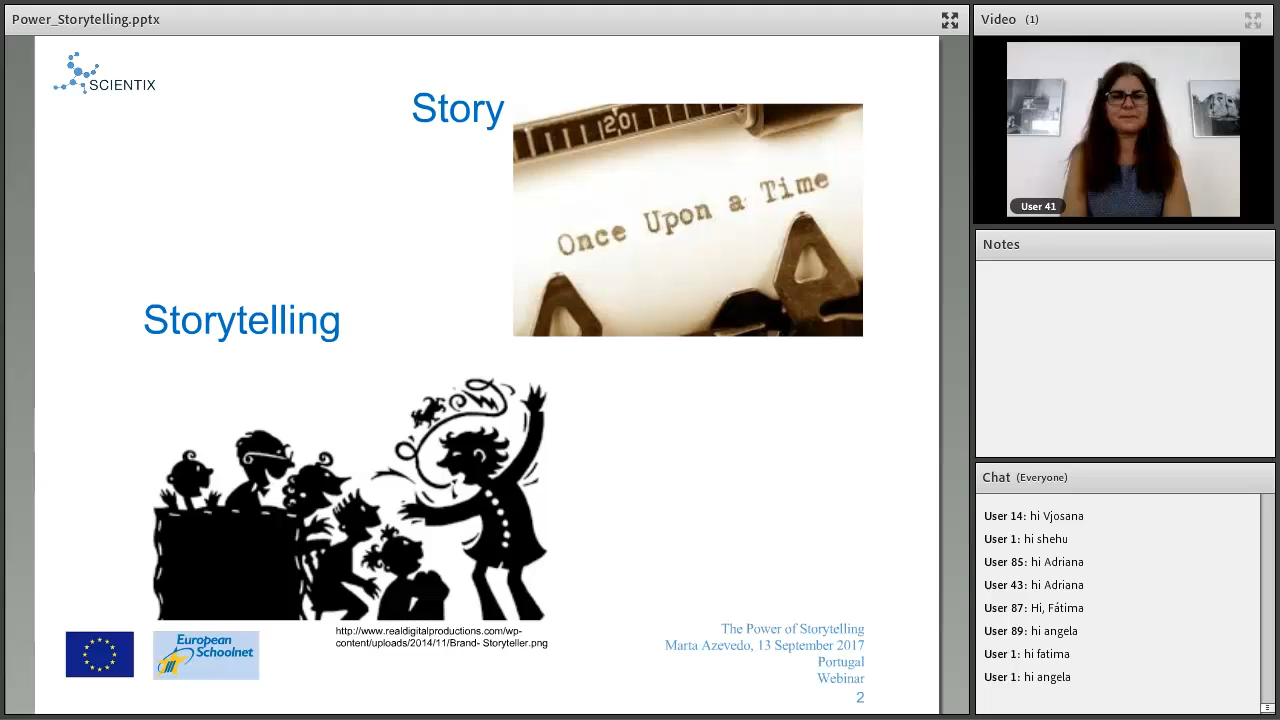 Power_Storytelling.pptx
SCIENTIX
Story
20
Once Upon a Time
Storytelling
http://www.realdigitalproductions.com/wp-
content/uploads/2014/11/Brand- Storyteller.png
European
Schoolnet
The Power of Storytelling
Marta Azevedo, 13 September 2017
Portugal
Webinar
2
Video (1)
User 41
Notes
Chat (Everyone)
User 14: hi Vjosana
User 1: hi shehu
User 85: hi Adriana
User 43: hi Adriana
User 87: Hi, Fátima
User 89: hi angela
User 1: hi fatima
User 1: hi angela